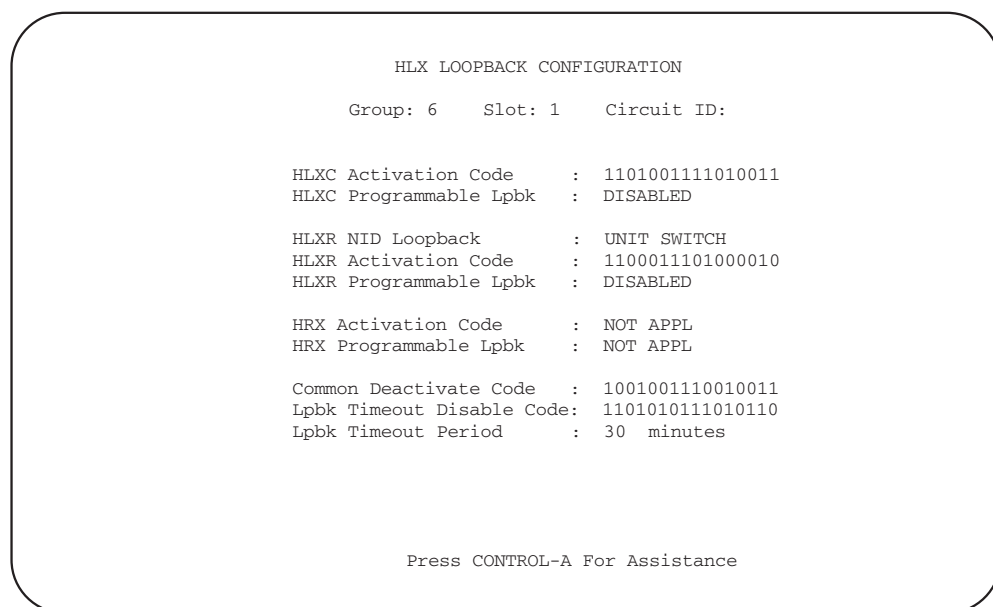 HLX LOOPBACK CONFIGURATION
Group: 6 Slot: 1 Circuit ID:
HLXC Activation Code : 1101001111010011
HLXC Programmable Lpbk : DISABLED
HLXR NID Loopback : UNIT SWITCH
HLXR Activation Code : 1100011101000010
HLXR Programmable Lpbk : DISABLED
HRX Activation Code : NOT APPL
HRX Programmable Lpbk : NOT APPL
Common Deactivate Code : 1001001110010011
Lpbk Timeout Disable Code: 1101010111010110
Lpbk Timeout Period : 30 minutes
Press CONTROL-A For Assistance